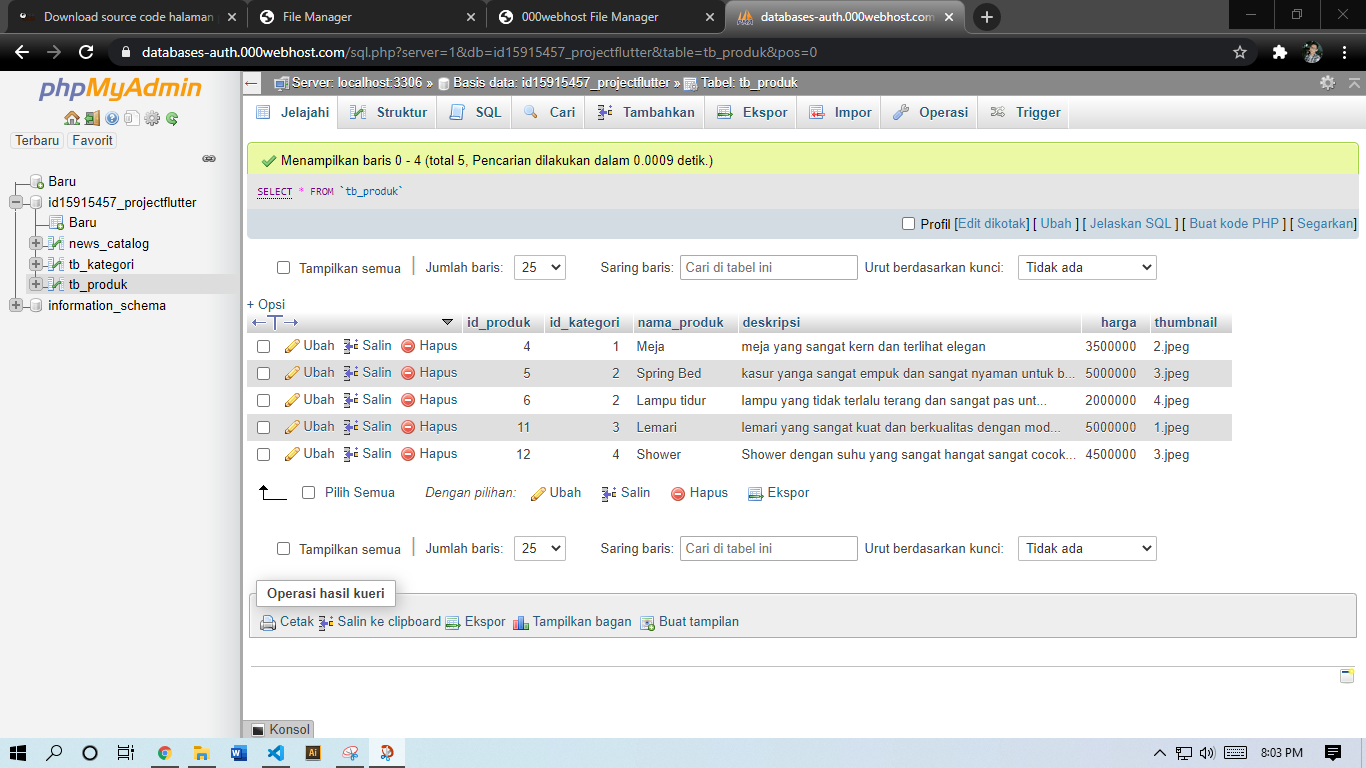 Download source code halaman
File Manager
000webhost File Manager
databases-auth.000webhost.com
databases-auth.000webhost.com/sql.php?server=1&db=id15915457_projectflutter&table=tb_produk&pos=0
phpMyAdmin
Terbaru Favorit
Baru
id15915457_projectflutter
Baru
news_catalog
tb_kategori
tb_produk
information_schema
Server: localhost:3306 » Basis data: id15915457_projectflutter » Tabel: tb_produk
Jelajahi Struktur SQL Cari Tambahkan Ekspor Impor Operasi Trigger
Menampilkan baris 0 - 4 (total 5, Pencarian dilakukan dalam 0.0009 detik.)
SELECT * FROM `tb_produk`
Profil [Edit dikotak] [ Ubah ] [ Jelaskan SQL ] [ Buat kode PHP ] [ Segarkan]
Tampilkan semua Jumlah baris: 25 Saring baris: Cari di tabel ini Urut berdasarkan kunci: Tidak ada
+ Opsi
id_produk id_kategori nama_produk deskripsi harga thumbnail
Ubah Salin Hapus 4 1 Meja meja yang sangat kern dan terlihat elegan 3500000 2.jpeg
Ubah Salin Hapus 5 2 Spring Bed kasur yanga sangat empuk dan sangat nyaman untuk b... 5000000 3.jpeg
Ubah Salin Hapus 6 2 Lampu tidur lampu yang tidak terlalu terang dan sangat pas unt... 2000000 4.jpeg
Ubah Salin Hapus 11 3 Lemari lemari yang sangat kuat dan berkualitas dengan mod... 5000000 1.jpeg
Ubah Salin Hapus 12 4 Shower Shower dengan suhu yang sangat hangat sangat cocok... 4500000 3.jpeg
Pilih Semua Dengan pilihan: Ubah Salin Hapus Ekspor
Tampilkan semua Jumlah baris: 25 Saring baris: Cari di tabel ini Urut berdasarkan kunci: Tidak ada
Operasi hasil kueri
Cetak Salin ke clipboard Ekspor Tampilkan bagan Buat tampilan
Konsol
8:03 PM